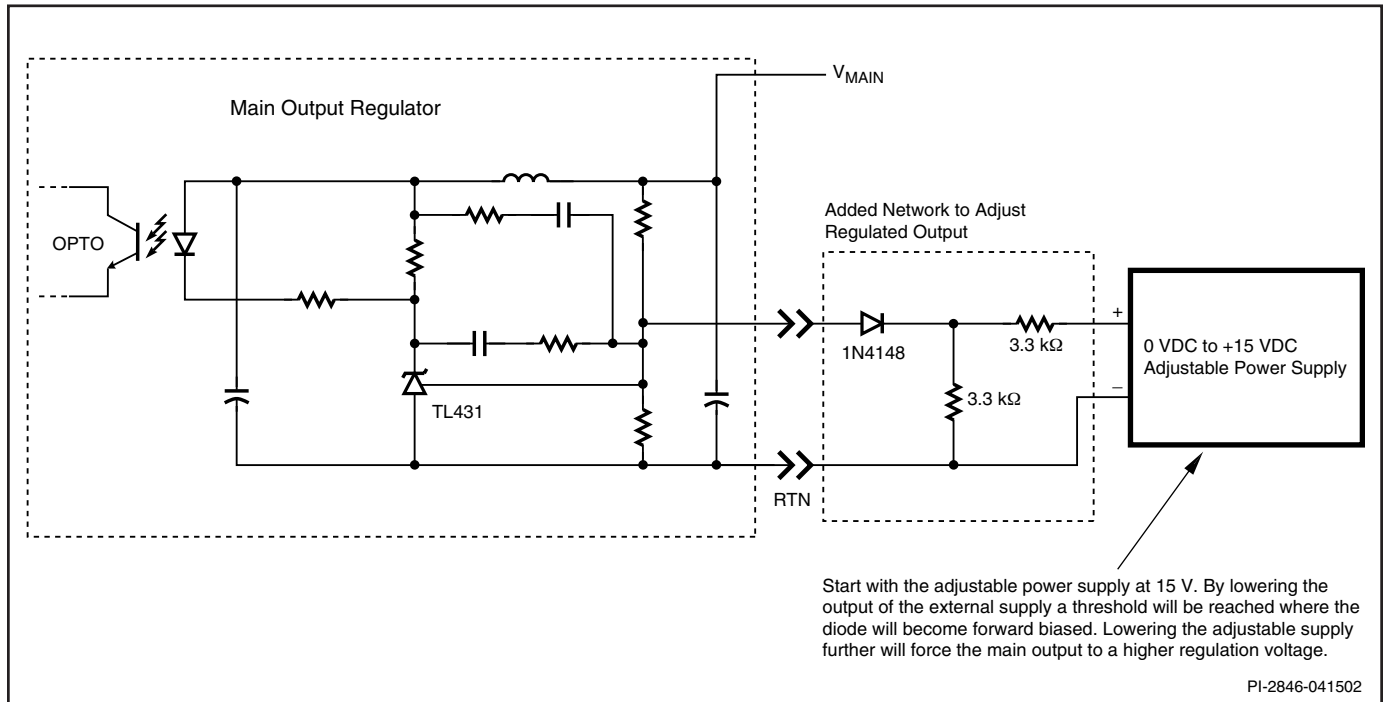 V_MAIN
Main Output Regulator
OPTO
TL431
RTN
Added Network to Adjust
Regulated Output
1N4148
3.3 kΩ
3.3 kΩ
+
–
0 VDC to +15 VDC
Adjustable Power Supply
Start with the adjustable power supply at 15 V. By lowering the
output of the external supply a threshold will be reached where the
diode will become forward biased. Lowering the adjustable supply
further will force the main output to a higher regulation voltage.
PI-2846-041502